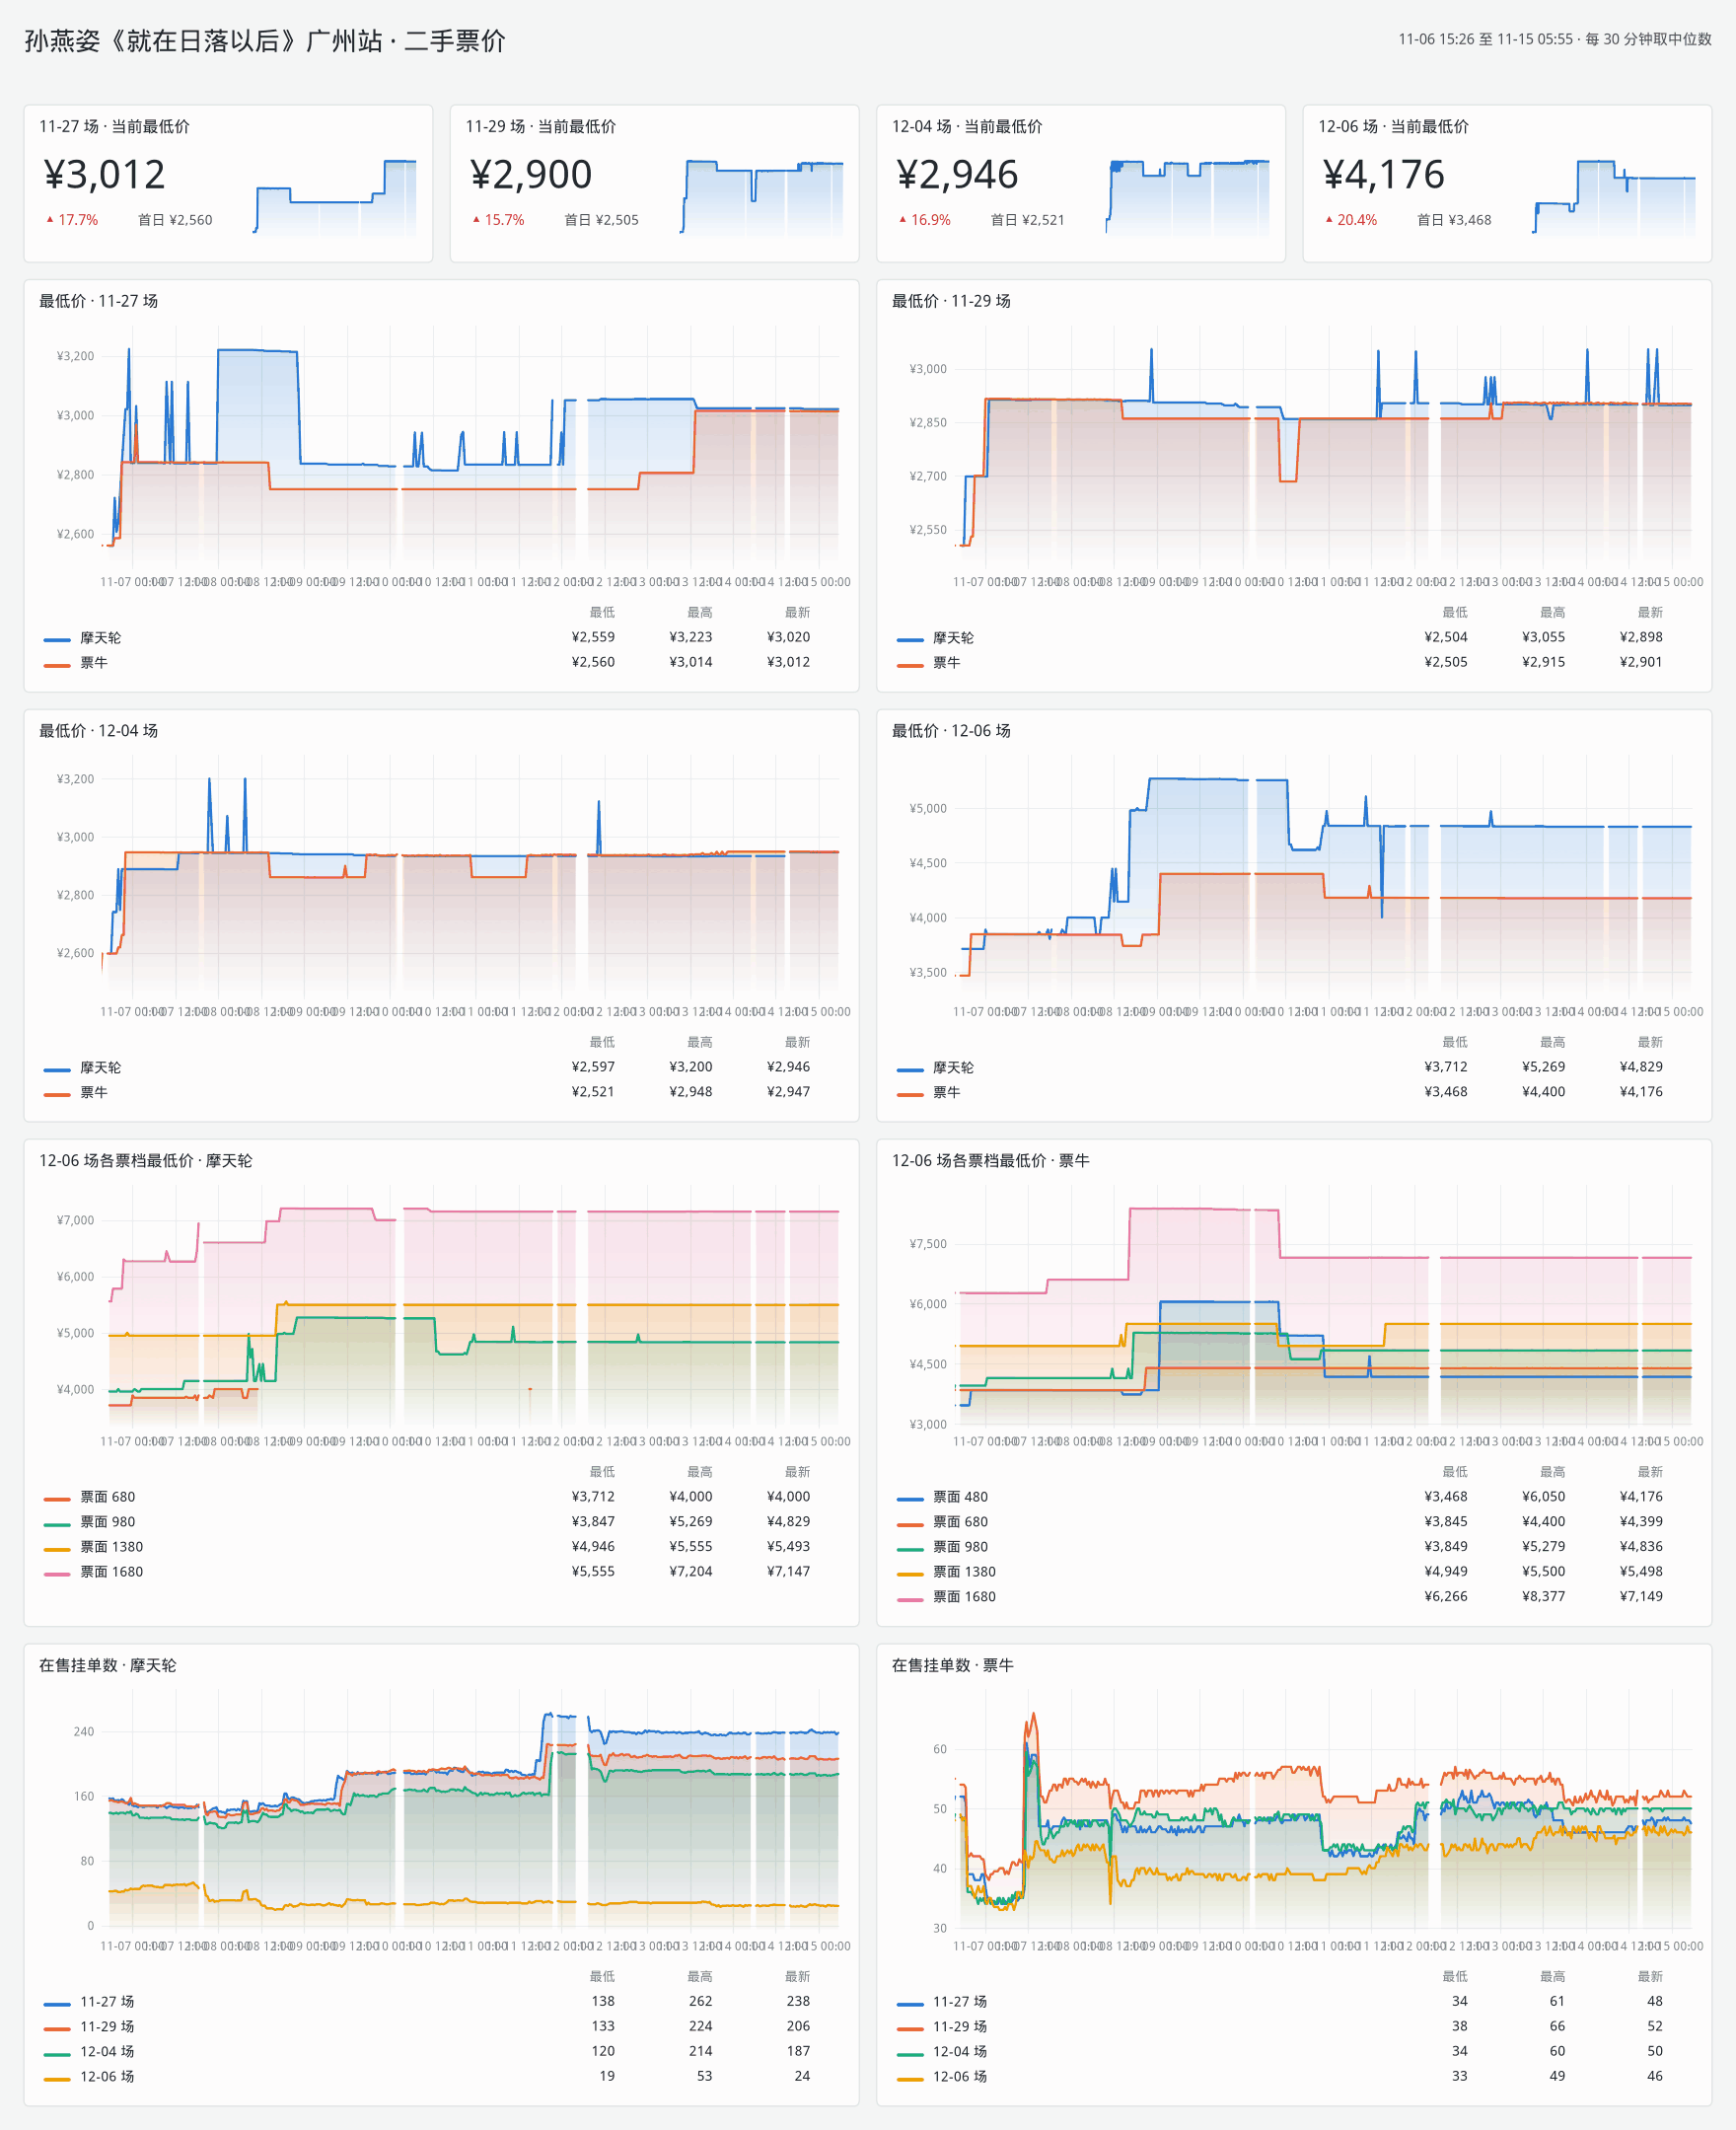 孙燕姿《就在日落以后》广州站 · 二手票价
11-06 15:26 至 11-15 05:55 · 每 30 分钟取中位数
11-27 场 · 当前最低价
¥3,012
▲ 17.7% 首日 ¥2,560
11-29 场 · 当前最低价
¥2,900
▲ 15.7% 首日 ¥2,505
12-04 场 · 当前最低价
¥2,946
▲ 16.9% 首日 ¥2,521
12-06 场 · 当前最低价
¥4,176
▲ 20.4% 首日 ¥3,468
最低价 · 11-27 场
¥3,200
¥3,000
¥2,800
¥2,600
最低 最高 最新
摩天轮 ¥2,559 ¥3,223 ¥3,020
票牛 ¥2,560 ¥3,014 ¥3,012
最低价 · 11-29 场
¥3,000
¥2,850
¥2,700
¥2,550
最低 最高 最新
摩天轮 ¥2,504 ¥3,055 ¥2,898
票牛 ¥2,505 ¥2,915 ¥2,901
最低价 · 12-04 场
¥3,200
¥3,000
¥2,800
¥2,600
最低 最高 最新
摩天轮 ¥2,597 ¥3,200 ¥2,946
票牛 ¥2,521 ¥2,948 ¥2,947
最低价 · 12-06 场
¥5,000
¥4,500
¥4,000
¥3,500
最低 最高 最新
摩天轮 ¥3,712 ¥5,269 ¥4,829
票牛 ¥3,468 ¥4,400 ¥4,176
12-06 场各票档最低价 · 摩天轮
¥7,000
¥6,000
¥5,000
¥4,000
最低 最高 最新
票面 680 ¥3,712 ¥4,000 ¥4,000
票面 980 ¥3,847 ¥5,269 ¥4,829
票面 1380 ¥4,946 ¥5,555 ¥5,493
票面 1680 ¥5,555 ¥7,204 ¥7,147
12-06 场各票档最低价 · 票牛
¥7,500
¥6,000
¥4,500
¥3,000
最低 最高 最新
票面 480 ¥3,468 ¥6,050 ¥4,176
票面 680 ¥3,845 ¥4,400 ¥4,399
票面 980 ¥3,849 ¥5,279 ¥4,836
票面 1380 ¥4,949 ¥5,500 ¥5,498
票面 1680 ¥6,266 ¥8,377 ¥7,149
在售挂单数 · 摩天轮
240
160
80
0
最低 最高 最新
11-27 场 138 262 238
11-29 场 133 224 206
12-04 场 120 214 187
12-06 场 19 53 24
在售挂单数 · 票牛
60
50
40
30
最低 最高 最新
11-27 场 34 61 48
11-29 场 38 66 52
12-04 场 34 60 50
12-06 场 33 49 46